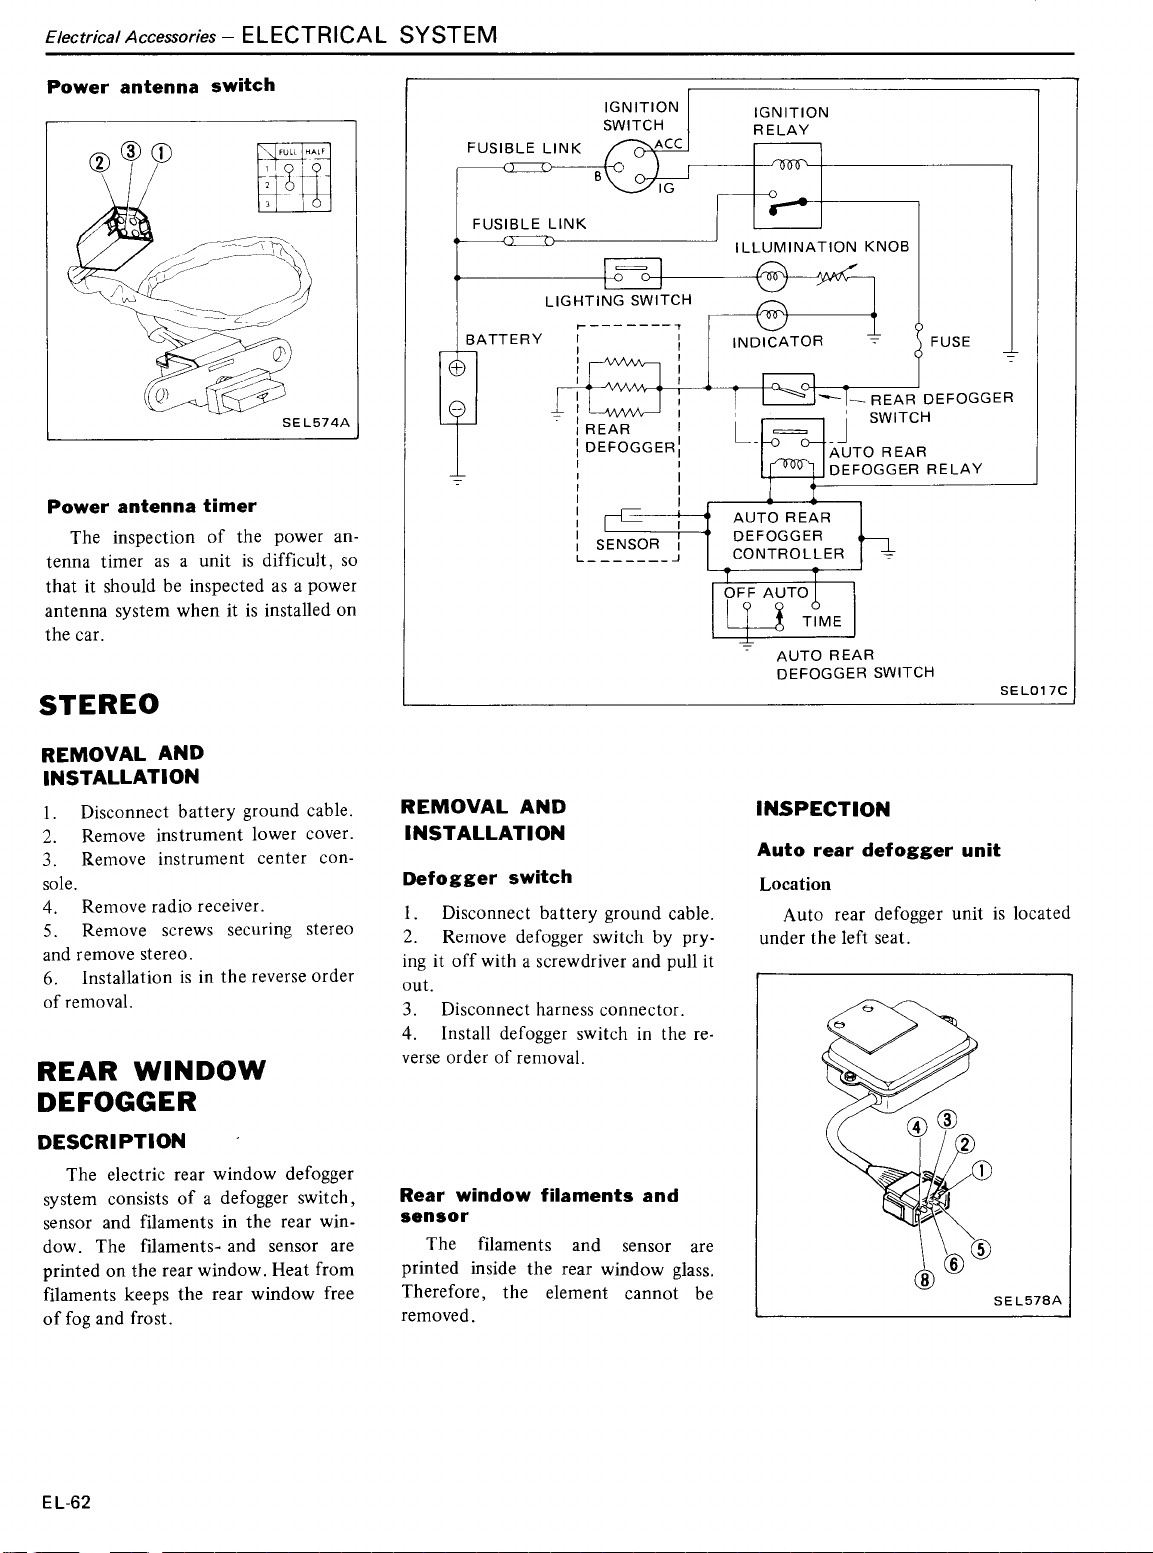 Electrical Accessories – ELECTRICAL SYSTEM
Power antenna switch
2 3 1
FULL HALF
1
2
3
SEL574A
Power antenna timer
The inspection of the power an-
tenna timer as a unit is difficult, so
that it should be inspected as a power
antenna system when it is installed on
the car.
STEREO
REMOVAL AND
INSTALLATION
1. Disconnect battery ground cable.
2. Remove instrument lower cover.
3. Remove instrument center con-
sole.
4. Remove radio receiver.
5. Remove screws securing stereo
and remove stereo.
6. Installation is in the reverse order
of removal.
REAR WINDOW
DEFOGGER
DESCRIPTION
The electric rear window defogger
system consists of a defogger switch,
sensor and filaments in the rear win-
dow. The filaments- and sensor are
printed on the rear window. Heat from
filaments keeps the rear window free
of fog and frost.
IGNITION
SWITCH
IGNITION
RELAY
FUSIBLE LINK
ACC
B
IG
FUSIBLE LINK
ILLUMINATION KNOB
LIGHTING SWITCH
BATTERY
INDICATOR
FUSE
REAR DEFOGGER
SWITCH
REAR
DEFOGGER
AUTO REAR
DEFOGGER RELAY
SENSOR
AUTO REAR
DEFOGGER
CONTROLLER
OFF AUTO
TIME
AUTO REAR
DEFOGGER SWITCH
SEL017C
REMOVAL AND
INSTALLATION
Defogger switch
1. Disconnect battery ground cable.
2. Remove defogger switch by pry-
ing it off with a screwdriver and pull it
out.
3. Disconnect harness connector.
4. Install defogger switch in the re-
verse order of removal.
Rear window filaments and
sensor
The filaments and sensor are
printed inside the rear window glass.
Therefore, the element cannot be
removed.
INSPECTION
Auto rear defogger unit
Location
Auto rear defogger unit is located
under the left seat.
4 3
2
1
5
6
8
SEL578A
EL-62